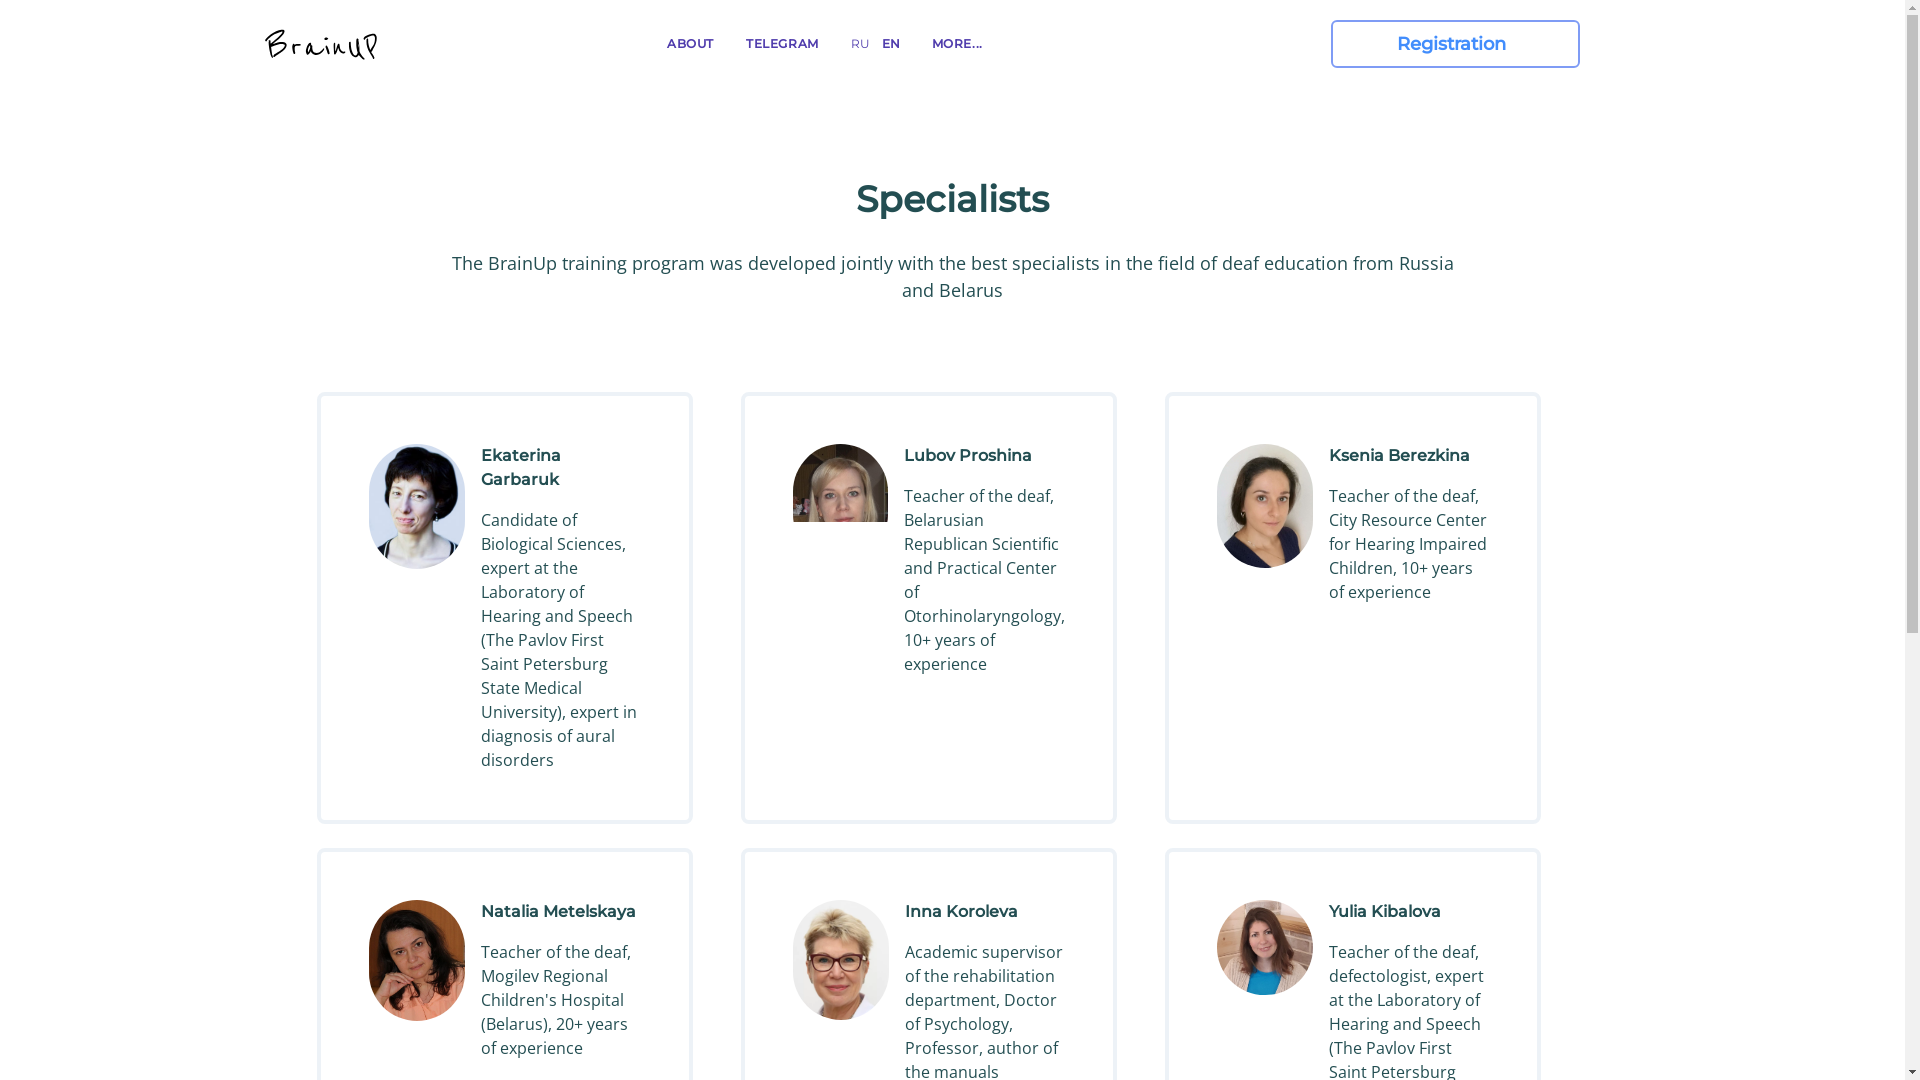 BrainUP
ABOUT
TELEGRAM
RU
EN
MORE...
Registration
Specialists
The BrainUp training program was developed jointly with the best specialists in the field of deaf education from Russia
and Belarus
Ekaterina
Garbaruk
Candidate of
Biological Sciences,
expert at the
Laboratory of
Hearing and Speech
(The Pavlov First
Saint Petersburg
State Medical
University), expert in
diagnosis of aural
disorders
Lubov Proshina
Teacher of the deaf,
Belarusian
Republican Scientific
and Practical Center
of
Otorhinolaryngology,
10+ years of
experience
Ksenia Berezkina
Teacher of the deaf,
City Resource Center
for Hearing Impaired
Children, 10+ years
of experience
Natalia Metelskaya
Teacher of the deaf,
Mogilev Regional
Children's Hospital
(Belarus), 20+ years
of experience
Inna Koroleva
Academic supervisor
of the rehabilitation
department, Doctor
of Psychology,
Professor, author of
the manuals
Yulia Kibalova
Teacher of the deaf,
defectologist, expert
at the Laboratory of
Hearing and Speech
(The Pavlov First
Saint Petersburg